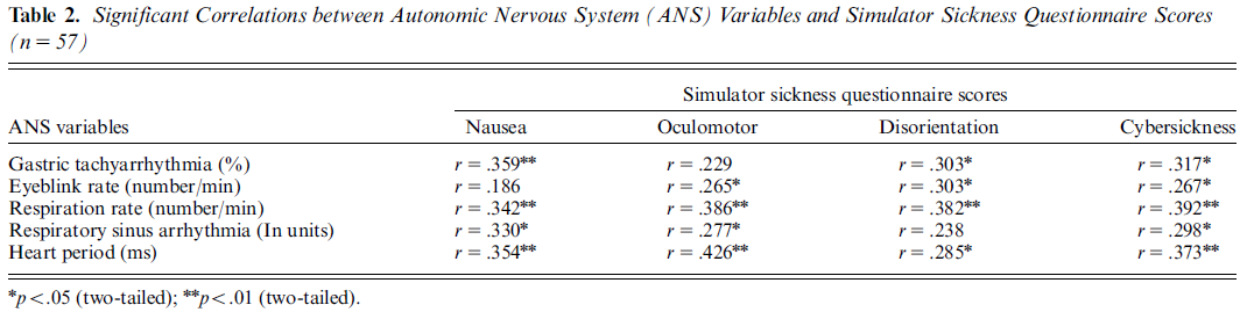 Table 2. Significant Correlations between Autonomic Nervous System (ANS) Variables and Simulator Sickness Questionnaire Scores
(n = 57)
Simulator sickness questionnaire scores
ANS variables Nausea Oculomotor Disorientation Cybersickness
Gastric tachyarrhythmia (%) r = .359** r = .229 r = .303* r = .317*
Eyeblink rate (number/min) r = .186 r = .265* r = .303* r = .267*
Respiration rate (number/min) r = .342** r = .386** r = .382** r = .392**
Respiratory sinus arrhythmia (In units) r = .330* r = .277* r = .238 r = .298*
Heart period (ms) r = .354** r = .426** r = .285* r = .373**
*p < .05 (two-tailed); **p < .01 (two-tailed).